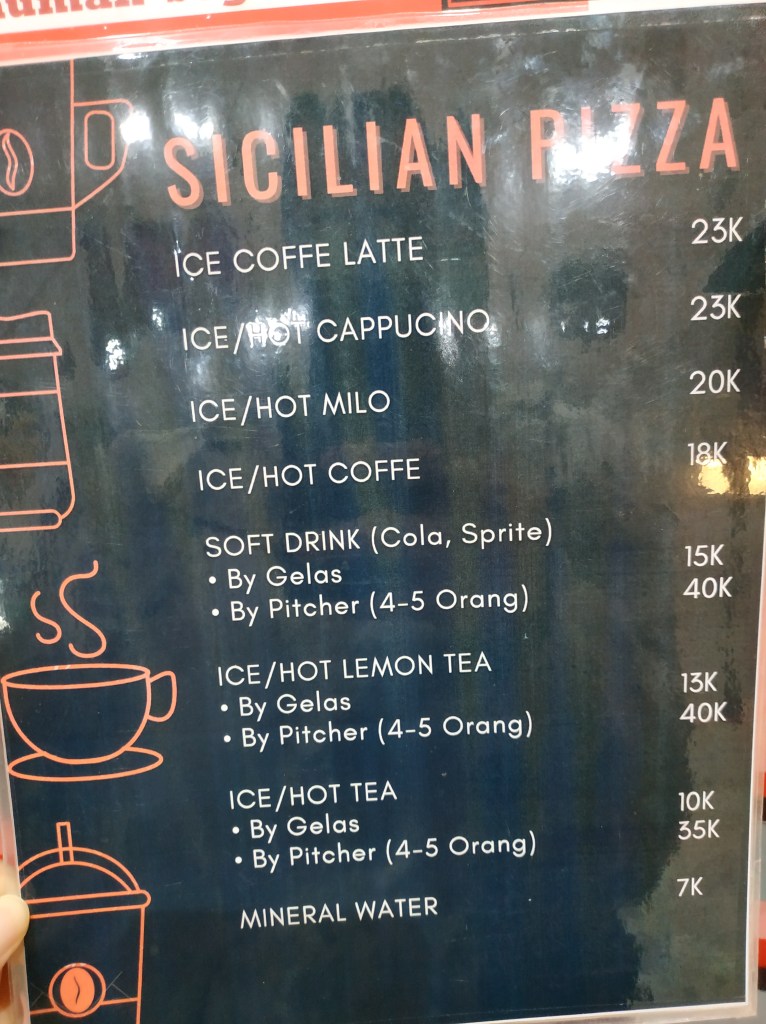 SICILIAN PIZZA
ICE COFFE LATTE 23K
ICE/HOT CAPPUCINO 23K
ICE/HOT MILO 20K
ICE/HOT COFFE 18K
SOFT DRINK (Cola, Sprite)
• By Gelas 15K
• By Pitcher (4-5 Orang) 40K
ICE/HOT LEMON TEA
• By Gelas 13K
• By Pitcher (4-5 Orang) 40K
ICE/HOT TEA
• By Gelas 10K
• By Pitcher (4-5 Orang) 35K
MINERAL WATER 7K